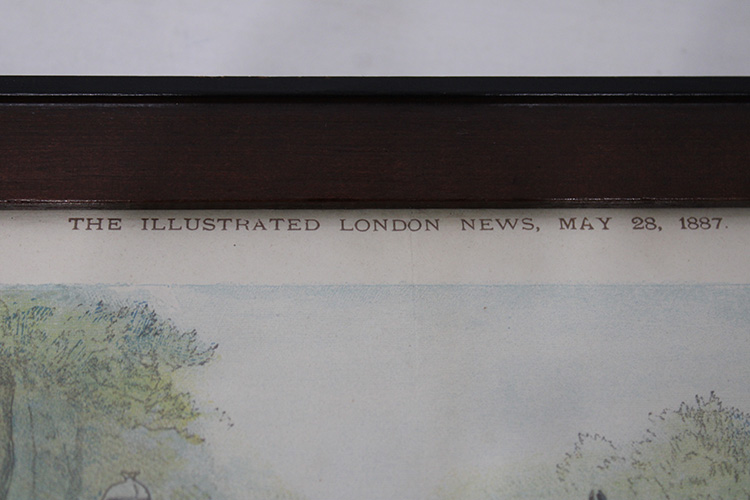 THE ILLUSTRATED LONDON NEWS, MAY 28, 1887.